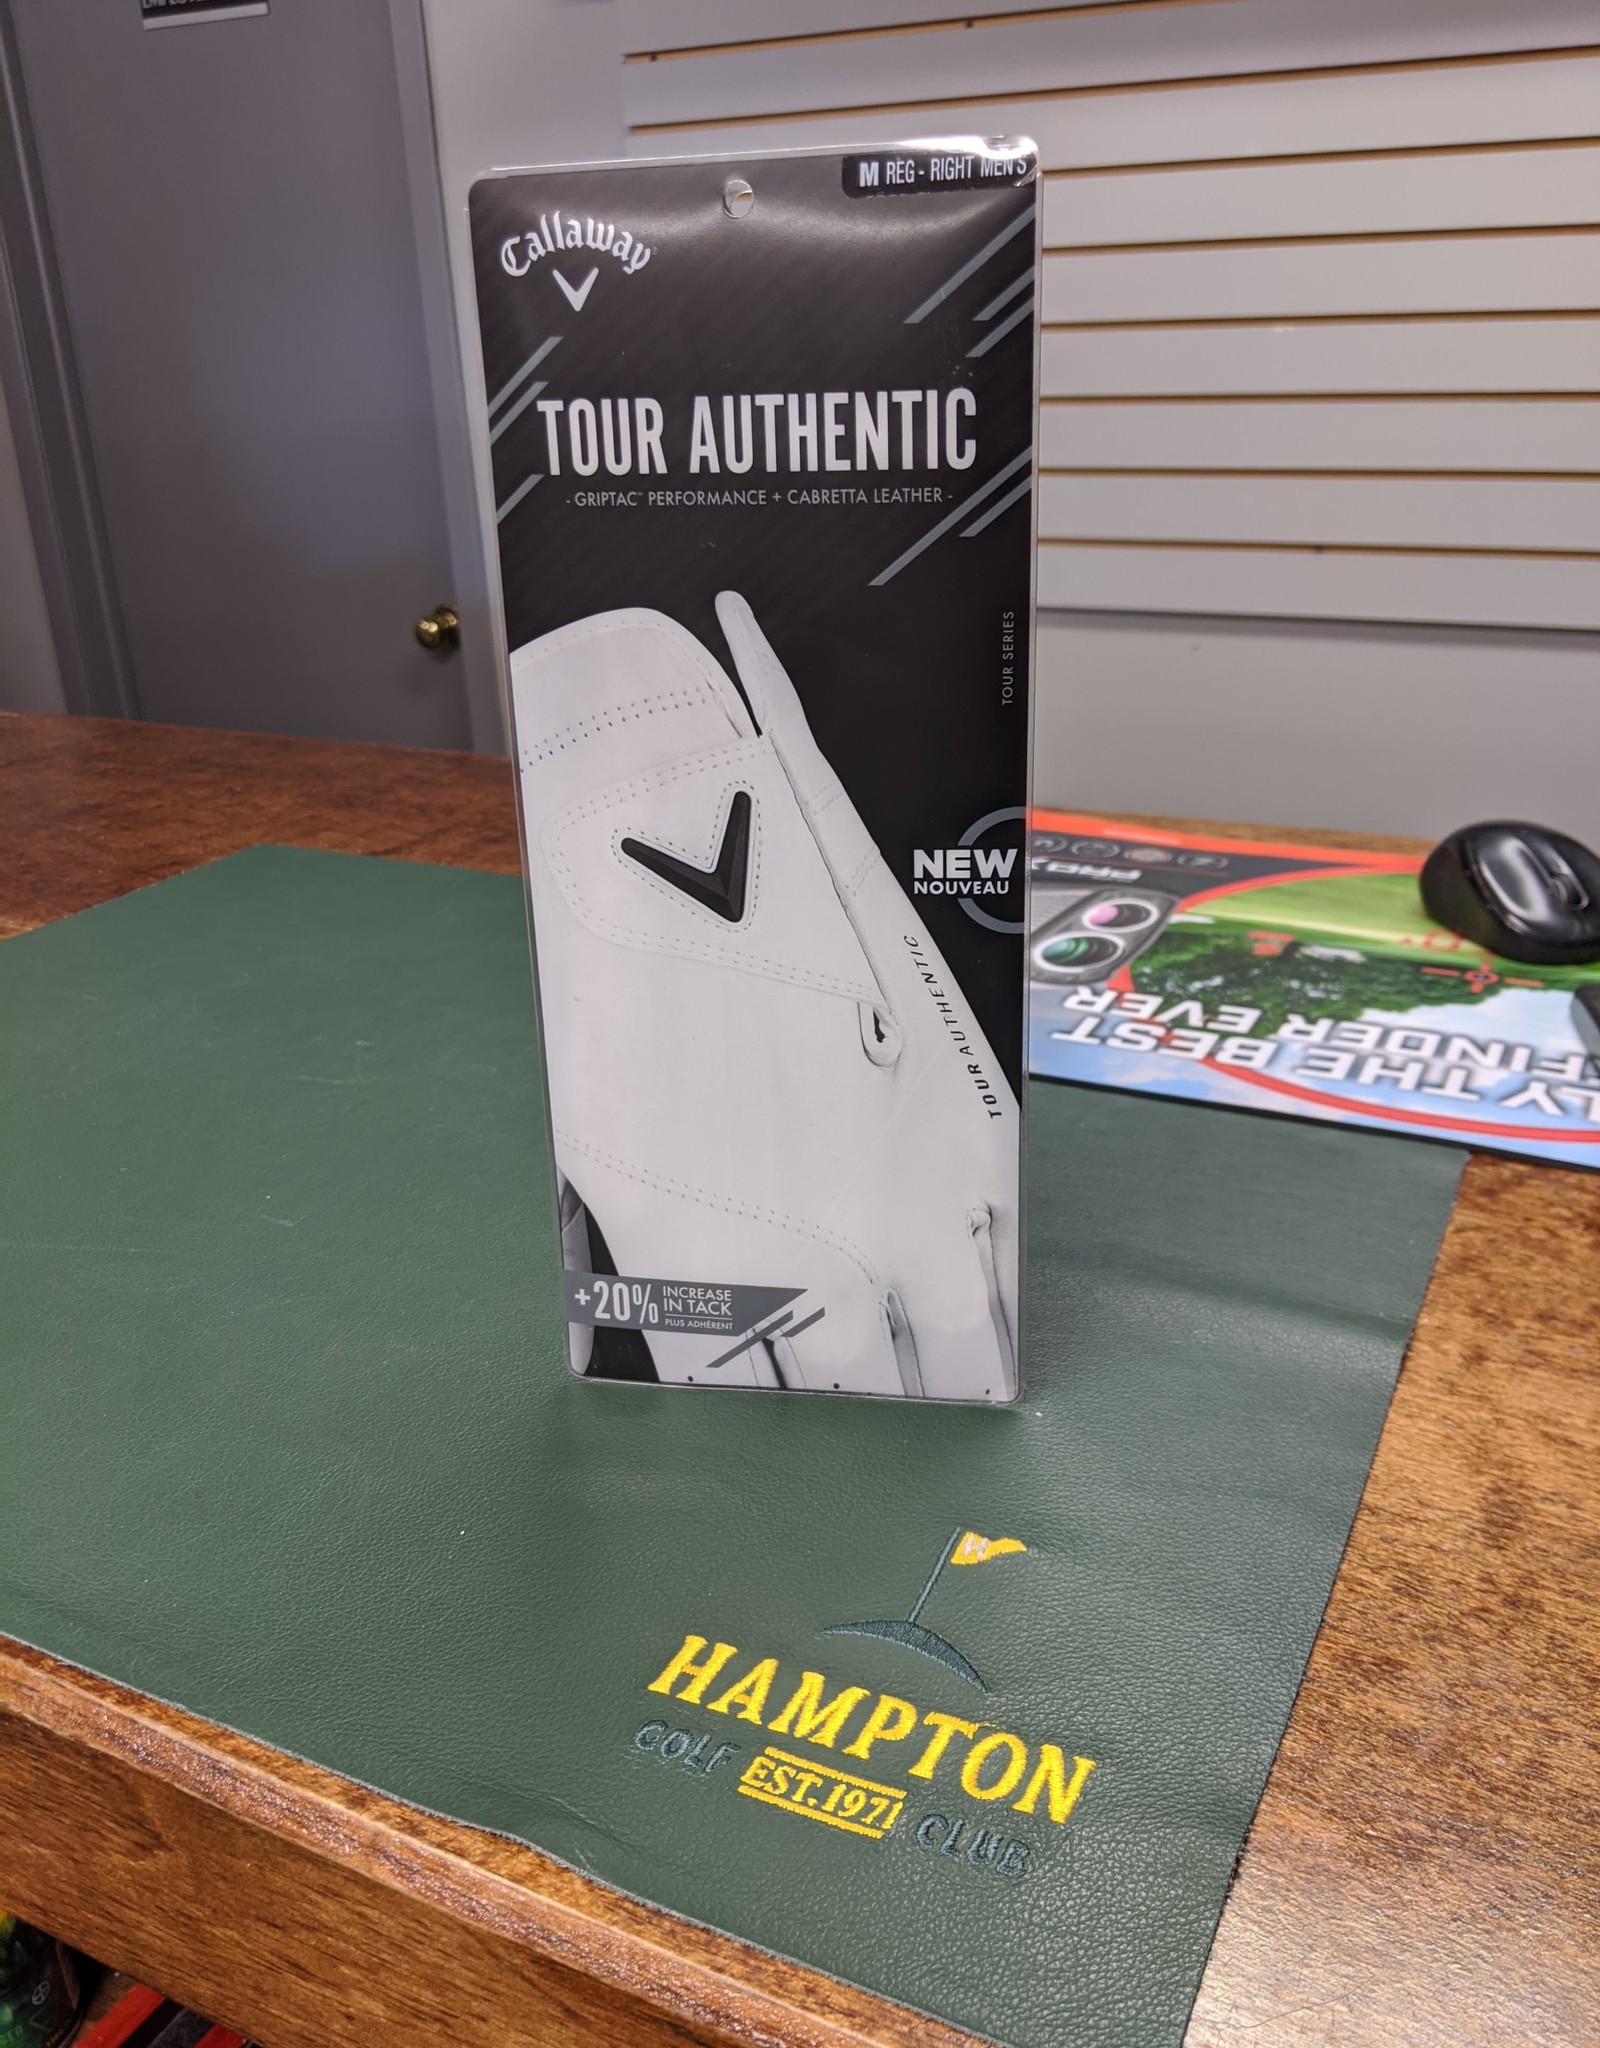 M REG - RIGHT MEN'S
Callaway
TOUR AUTHENTIC
- GRIPTAC™ PERFORMANCE + CABRETTA LEATHER -
TOUR SERIES
NEW
NOUVEAU
TOUR AUTHENTIC
+20% INCREASE
IN TACK
PLUS ADHÉRENT
PRO X
LY THE BEST
FINDER EVER
HAMPTON
GOLF EST. 1971 CLUB